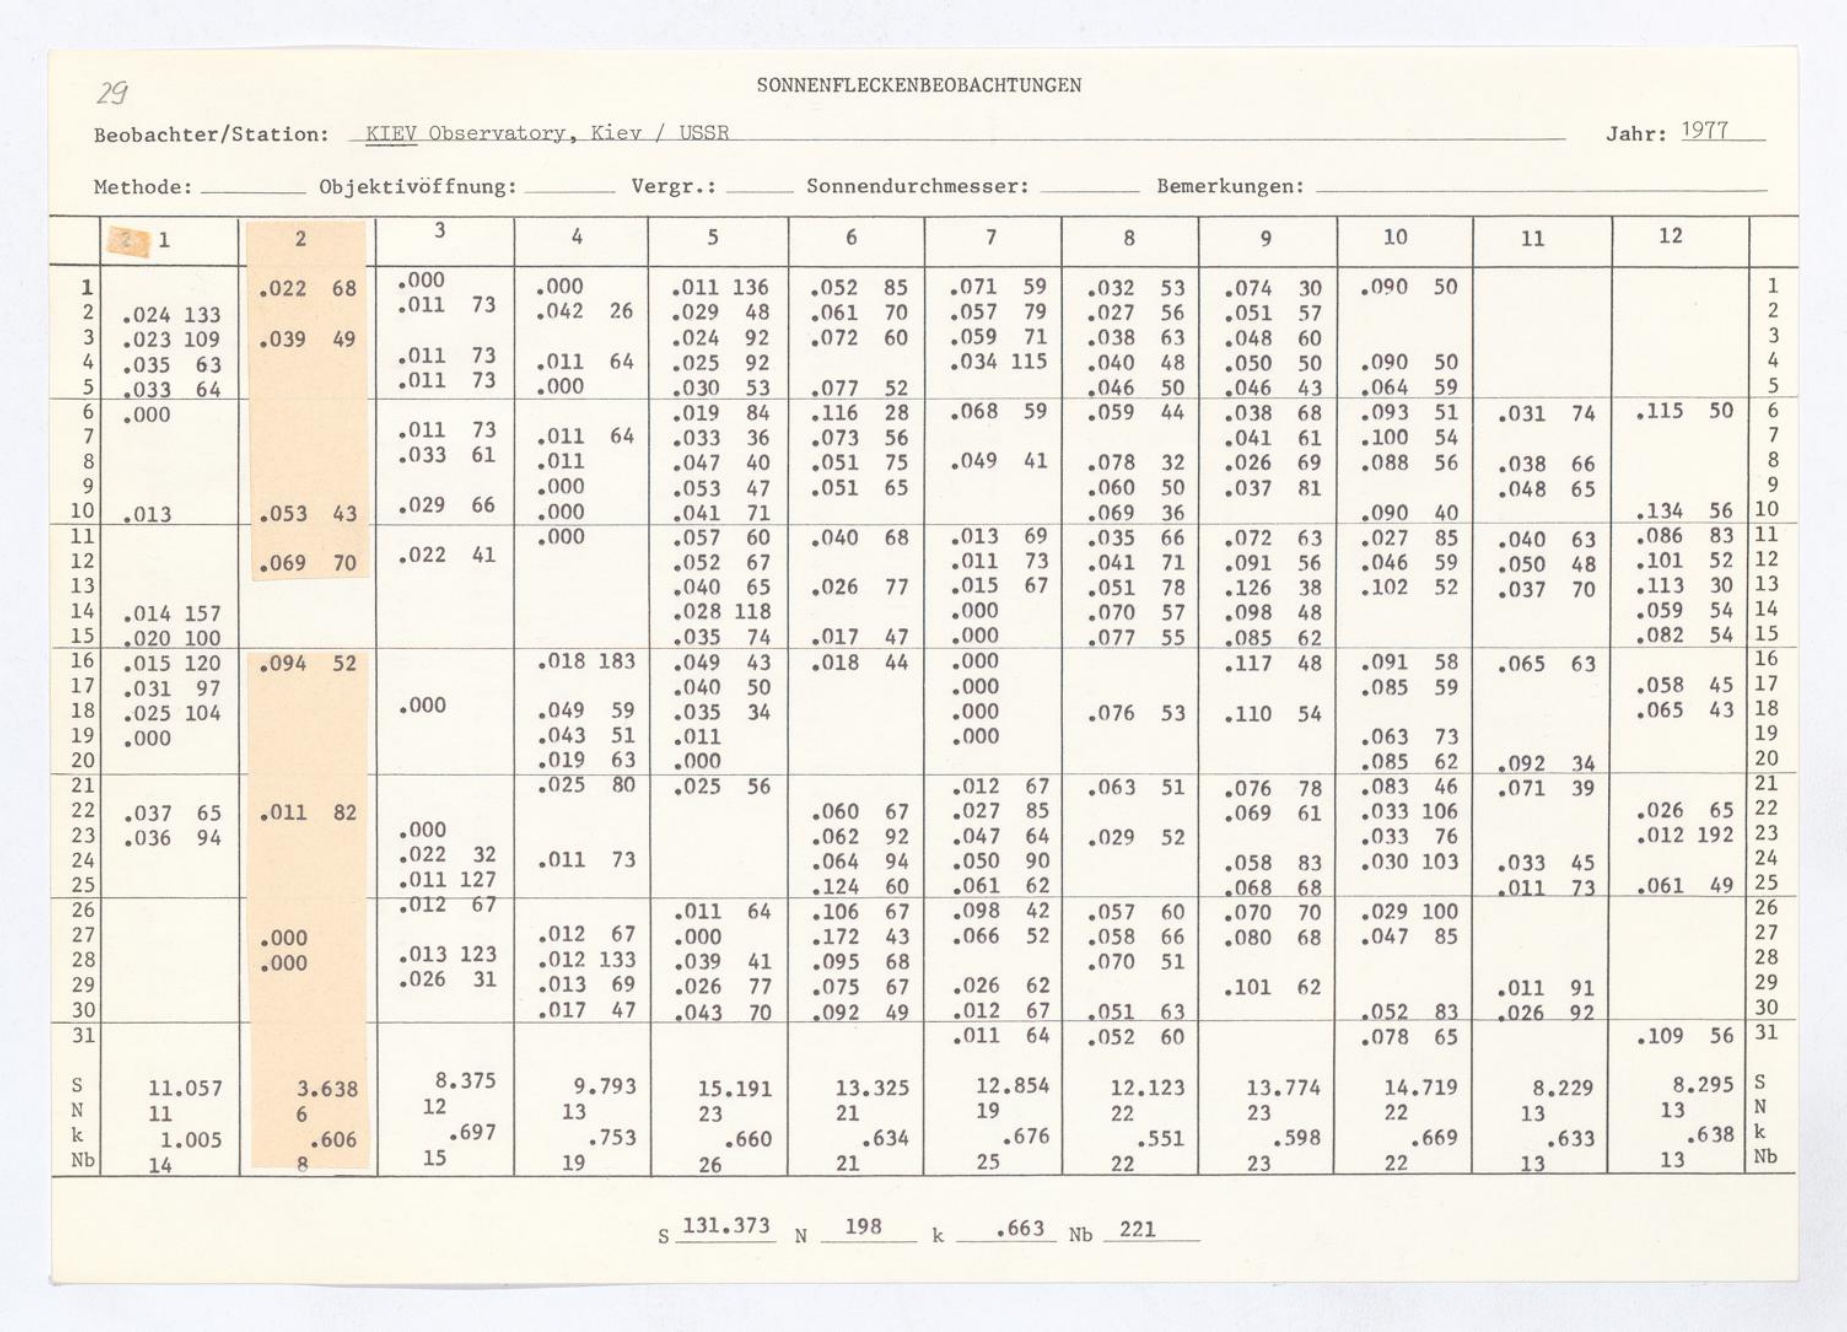 29
SONNENFLECKENBEOBACHTUNGEN
Beobachter/Station: KIEV Observatory, Kiev / USSR Jahr: 1977
Methode: Objektivöffnung: Vergr.: Sonnendurchmesser: Bemerkungen:
1 2 3 4 5 6 7 8 9 10 11 12
1 .022 68 .000 .000 .011 136 .052 85 .071 59 .032 53 .074 30 .090 50 1
2 .024 133 .011 73 .042 26 .029 48 .061 70 .057 79 .027 56 .051 57 2
3 .023 109 .039 49 .024 92 .072 60 .059 71 .038 63 .048 60 3
4 .035 63 .011 73 .011 64 .025 92 .034 115 .040 48 .050 50 .090 50 4
5 .033 64 .011 73 .000 .030 53 .077 52 .046 50 .046 43 .064 59 5
6 .000 .019 84 .116 28 .068 59 .059 44 .038 68 .093 51 .031 74 .115 50 6
7 .011 73 .011 64 .033 36 .073 56 .041 61 .100 54 7
8 .033 61 .011 .047 40 .051 75 .049 41 .078 32 .026 69 .088 56 .038 66 8
9 .000 .053 47 .051 65 .060 50 .037 81 .048 65 9
10 .013 .053 43 .029 66 .000 .041 71 .069 36 .090 40 .134 56 10
11 .000 .057 60 .040 68 .013 69 .035 66 .072 63 .027 85 .040 63 .086 83 11
12 .069 70 .022 41 .052 67 .011 73 .041 71 .091 56 .046 59 .050 48 .101 52 12
13 .040 65 .026 77 .015 67 .051 78 .126 38 .102 52 .037 70 .113 30 13
14 .014 157 .028 118 .000 .070 57 .098 48 .059 54 14
15 .020 100 .035 74 .017 47 .000 .077 55 .085 62 .082 54 15
16 .015 120 .094 52 .018 183 .049 43 .018 44 .000 .117 48 .091 58 .065 63 16
17 .031 97 .040 50 .000 .085 59 .058 45 17
18 .025 104 .000 .049 59 .035 34 .000 .076 53 .110 54 .065 43 18
19 .000 .043 51 .011 .000 .063 73 19
20 .019 63 .000 .085 62 .092 34 20
21 .025 80 .025 56 .012 67 .063 51 .076 78 .083 46 .071 39 21
22 .037 65 .011 82 .060 67 .027 85 .069 61 .033 106 .026 65 22
23 .036 94 .000 .062 92 .047 64 .029 52 .033 76 .012 192 23
24 .022 32 .011 73 .064 94 .050 90 .058 83 .030 103 .033 45 24
25 .011 127 .124 60 .061 62 .068 68 .011 73 .061 49 25
26 .012 67 .011 64 .106 67 .098 42 .057 60 .070 70 .029 100 26
27 .000 .012 67 .000 .172 43 .066 52 .058 66 .080 68 .047 85 27
28 .000 .013 123 .012 133 .039 41 .095 68 .070 51 28
29 .026 31 .013 69 .026 77 .075 67 .026 62 .101 62 .011 91 29
30 .017 47 .043 70 .092 49 .012 67 .051 63 .052 83 .026 92 30
31 .011 64 .052 60 .078 65 .109 56 31
S 11.057 3.638 8.375 9.793 15.191 13.325 12.854 12.123 13.774 14.719 8.229 8.295 S
N 11 6 12 13 23 21 19 22 23 22 13 13 N
k 1.005 .606 .697 .753 .660 .634 .676 .551 .598 .669 .633 .638 k
Nb 14 8 15 19 26 21 25 22 23 22 13 13 Nb
S 131.373 N 198 k .663 Nb 221